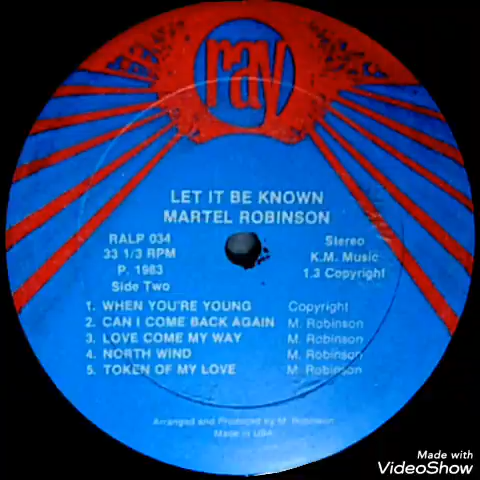 ray
LET IT BE KNOWN
MARTEL ROBINSON
RALP 034
33 1/3 RPM
P. 1983
Side Two
Stereo
K.M. Music
1.3 Copyright
1. WHEN YOU'RE YOUNG Copyright
2. CAN I COME BACK AGAIN M. Robinson
3. LOVE COME MY WAY M. Robinson
4. NORTH WIND M. Robinson
5. TOKEN OF MY LOVE M. Robinson
Arranged and Produced by M. Robinson
Made in USA
Made with
VideoShow